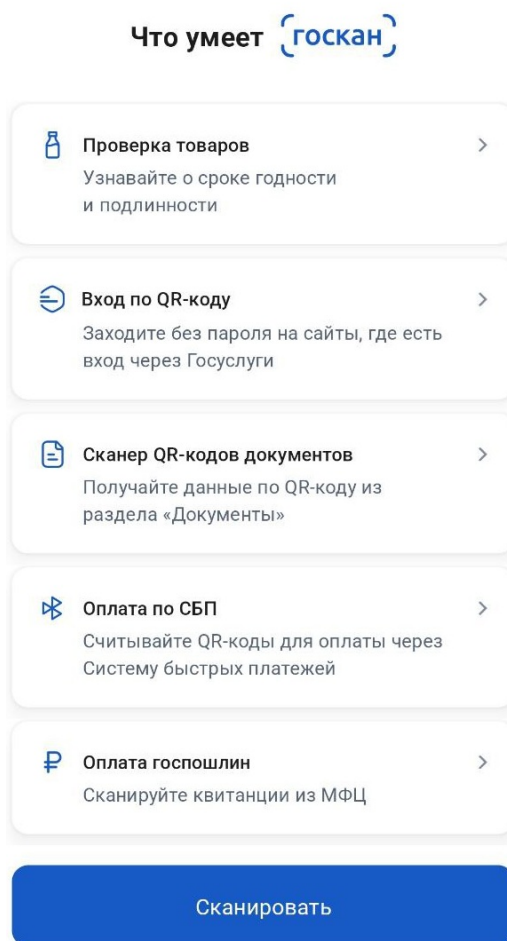 Что умеет госкан
Проверка товаров
Узнавайте о сроке годности
и подлинности
Вход по QR-коду
Заходите без пароля на сайты, где есть
вход через Госуслуги
Сканер QR-кодов документов
Получайте данные по QR-коду из
раздела «Документы»
Оплата по СБП
Считывайте QR-коды для оплаты через
Систему быстрых платежей
Оплата госпошлин
Сканируйте квитанции из МФЦ
Сканировать